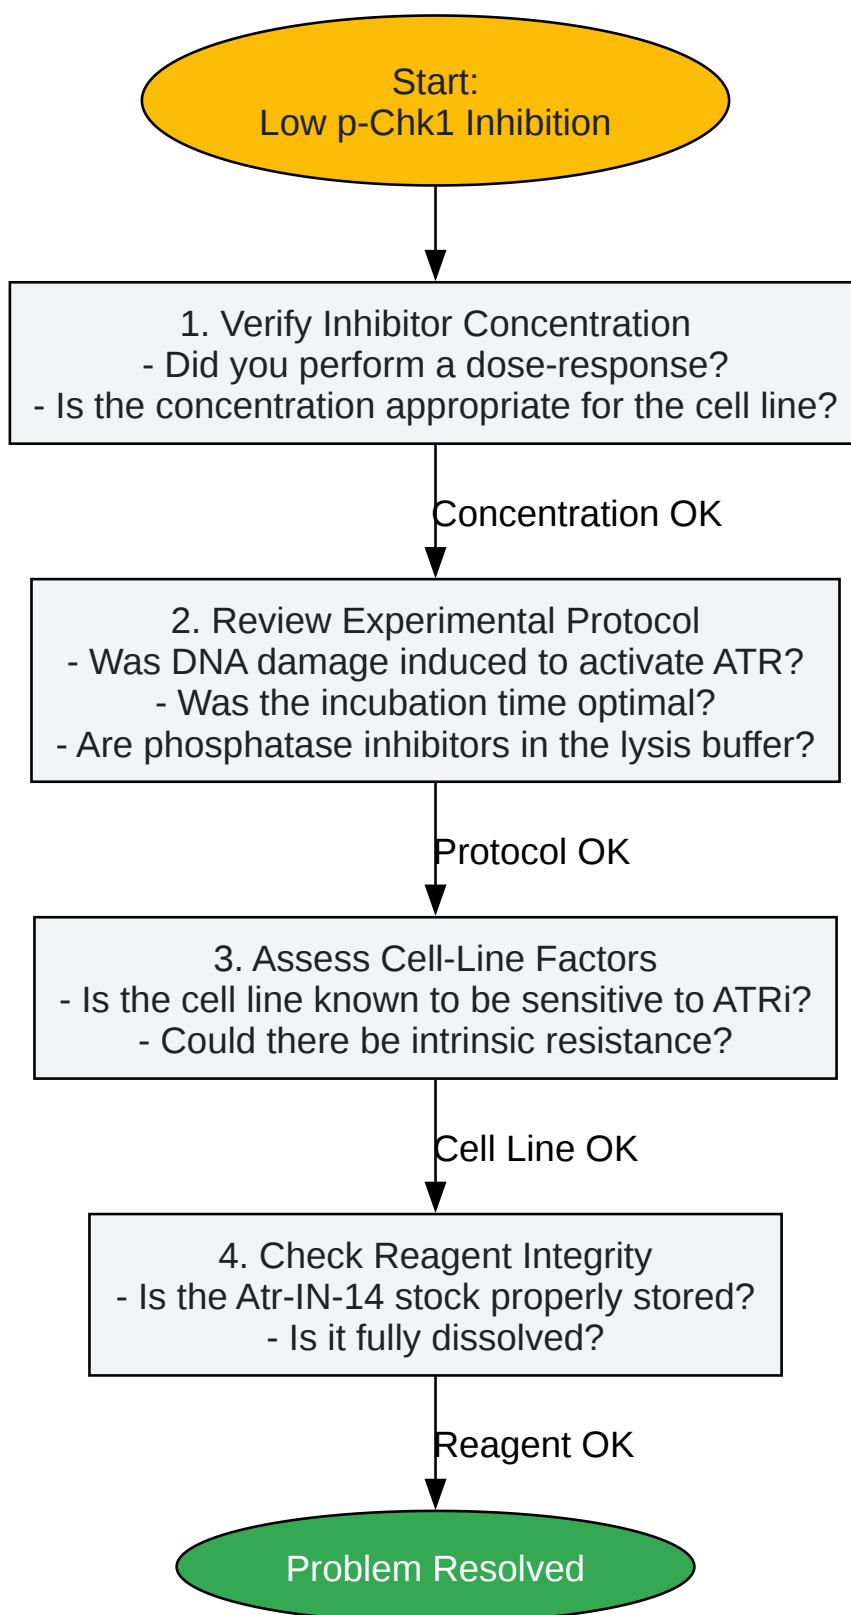 Start:
Low p-Chk1 Inhibition
1. Verify Inhibitor Concentration
- Did you perform a dose-response?
- Is the concentration appropriate for the cell line?
Concentration OK
2. Review Experimental Protocol
- Was DNA damage induced to activate ATR?
- Was the incubation time optimal?
- Are phosphatase inhibitors in the lysis buffer?
Protocol OK
3. Assess Cell-Line Factors
- Is the cell line known to be sensitive to ATRi?
- Could there be intrinsic resistance?
Cell Line OK
4. Check Reagent Integrity
- Is the Atr-IN-14 stock properly stored?
- Is it fully dissolved?
Reagent OK
Problem Resolved